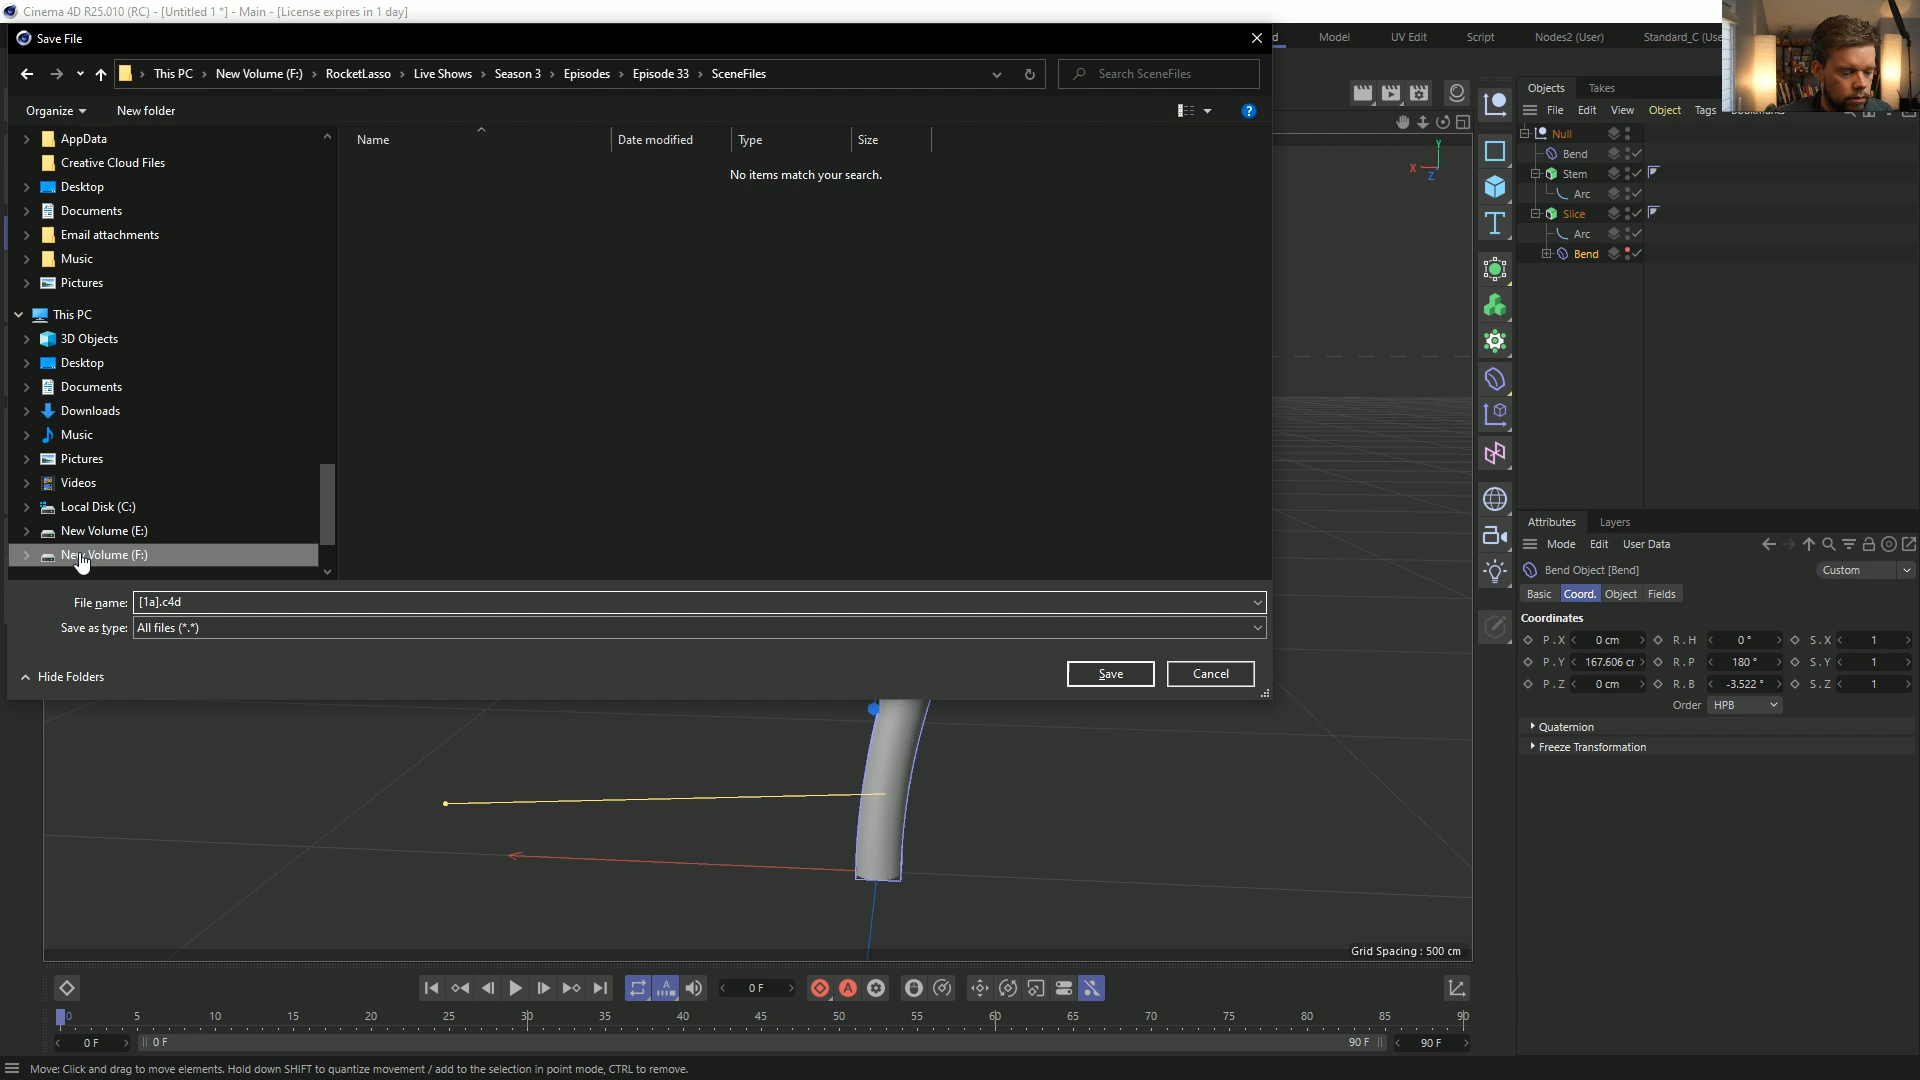 Cinema 4D R25.010 (RC) - [Untitled 1 *] - Main - [License expires in 1 day]
Save File
Model UV Edit Script Nodes2 (User) Standard_C (Use
This PC New Volume (F:) RocketLasso Live Shows Season 3 Episodes Episode 33 SceneFiles
Search SceneFiles
Organize New folder
Name Date modified Type Size
No items match your search.
AppData
Creative Cloud Files
Desktop
Documents
Email attachments
Music
Pictures
This PC
3D Objects
Desktop
Documents
Downloads
Music
Pictures
Videos
Local Disk (C:)
New Volume (E:)
New Volume (F:)
File name: [1a].c4d
Save as type: All files (*.*)
Hide Folders
Save Cancel
Y
X
Z
Objects Takes
File Edit View Object Tags
Null
Bend
Stem
Arc
Slice
Arc
Bend
Attributes Layers
Mode Edit User Data
Bend Object [Bend] Custom
Basic Coord. Object Fields
Coordinates
P . X 0 cm R . H 0 ° S . X 1
P . Y 167.606 cr R . P 180 ° S . Y 1
P . Z 0 cm R . B -3.522 ° S . Z 1
Order HPB
Quaternion
Freeze Transformation
Grid Spacing : 500 cm
0 F
0 5 10 15 20 25 30 35 40 45 50 55 60 65 70 75 80 85 90
0 F 0 F 90 F 90 F
Move: Click and drag to move elements. Hold down SHIFT to quantize movement / add to the selection in point mode, CTRL to remove.